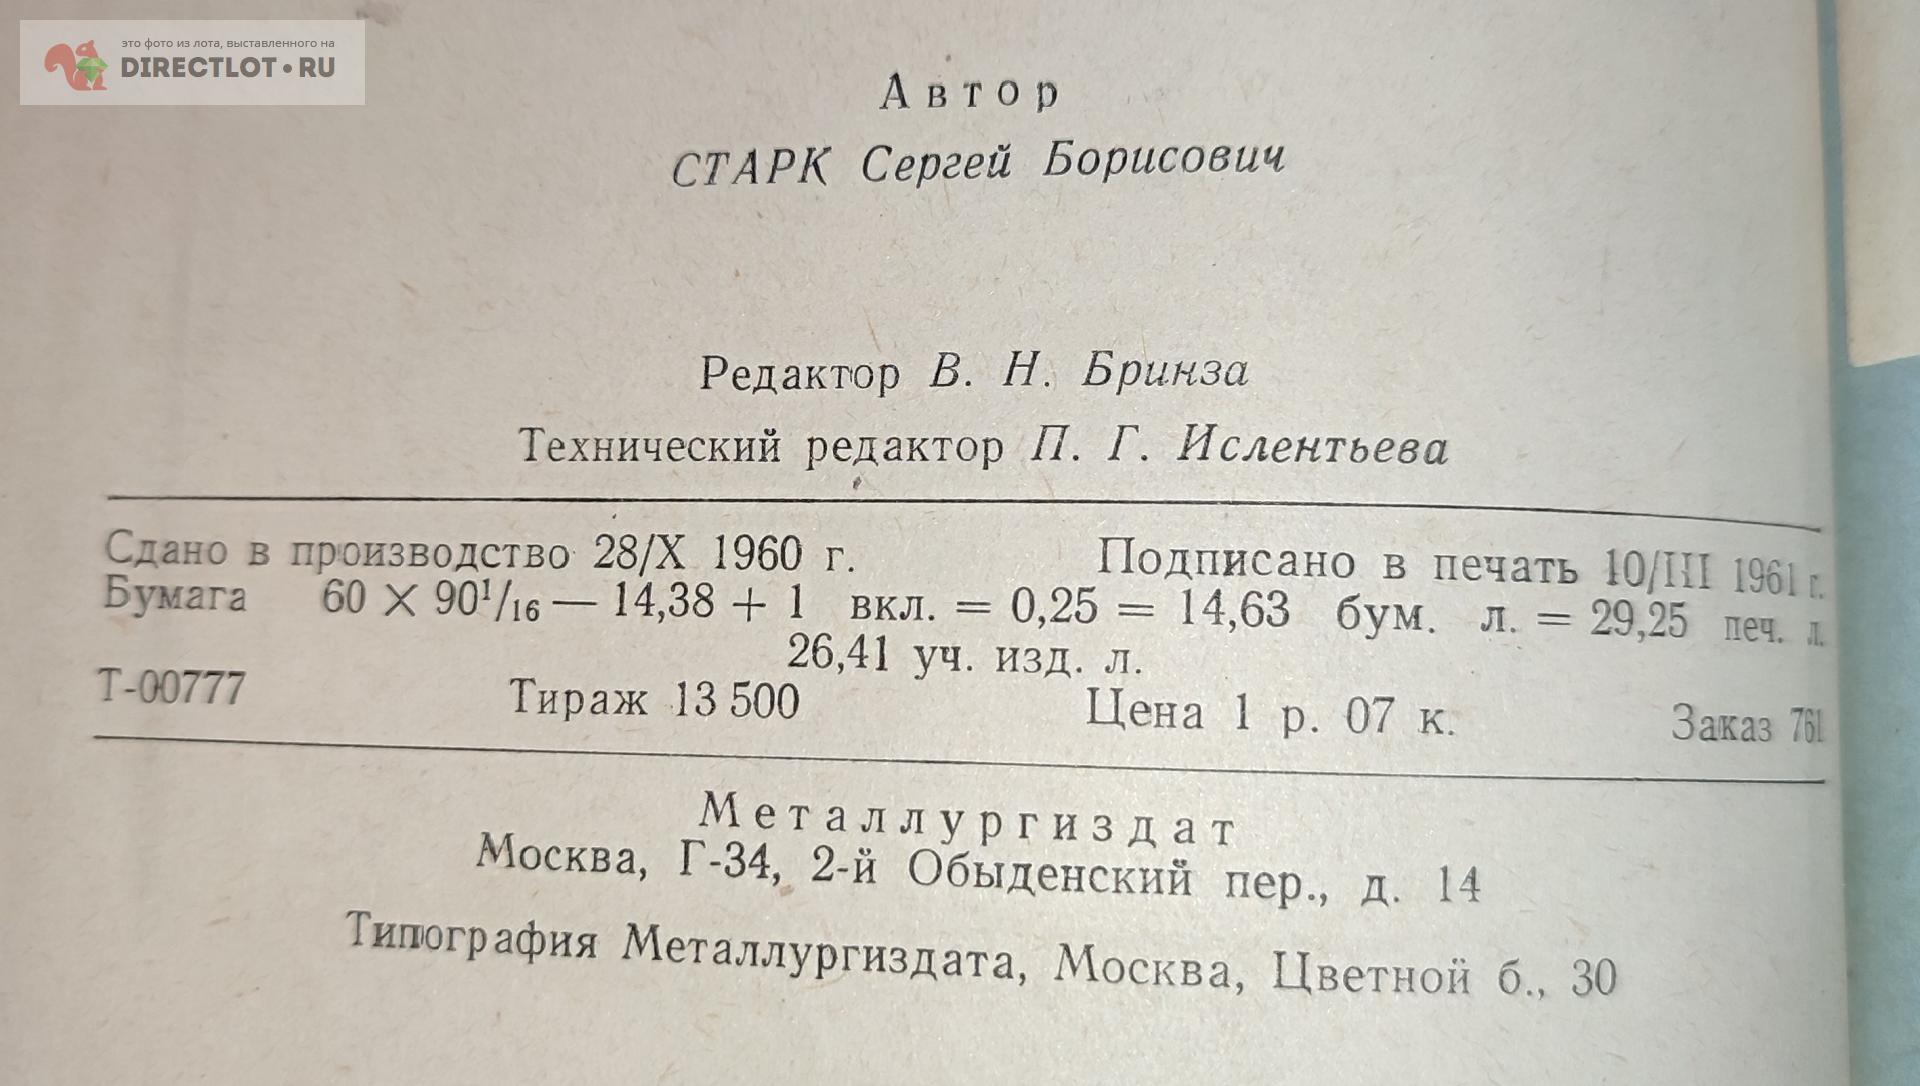 это фото из лота, выставленного на
DIRECTLOT•RU
Автор
СТАРК Сергей Борисович
Редактор В. Н. Бринза
Технический редактор П. Г. Ислентьева
Сдано в производство 28/X 1960 г. Подписано в печать 10/III 1961 г.
Бумага 60 × 90¹/₁₆ — 14,38 + 1 вкл. = 0,25 = 14,63 бум. л. = 29,25 печ. л.
26,41 уч. изд. л.
Т-00777 Тираж 13 500 Цена 1 р. 07 к. Заказ 761
Металлургиздат
Москва, Г-34, 2-й Обыденский пер., д. 14
Типография Металлургиздата, Москва, Цветной б., 30